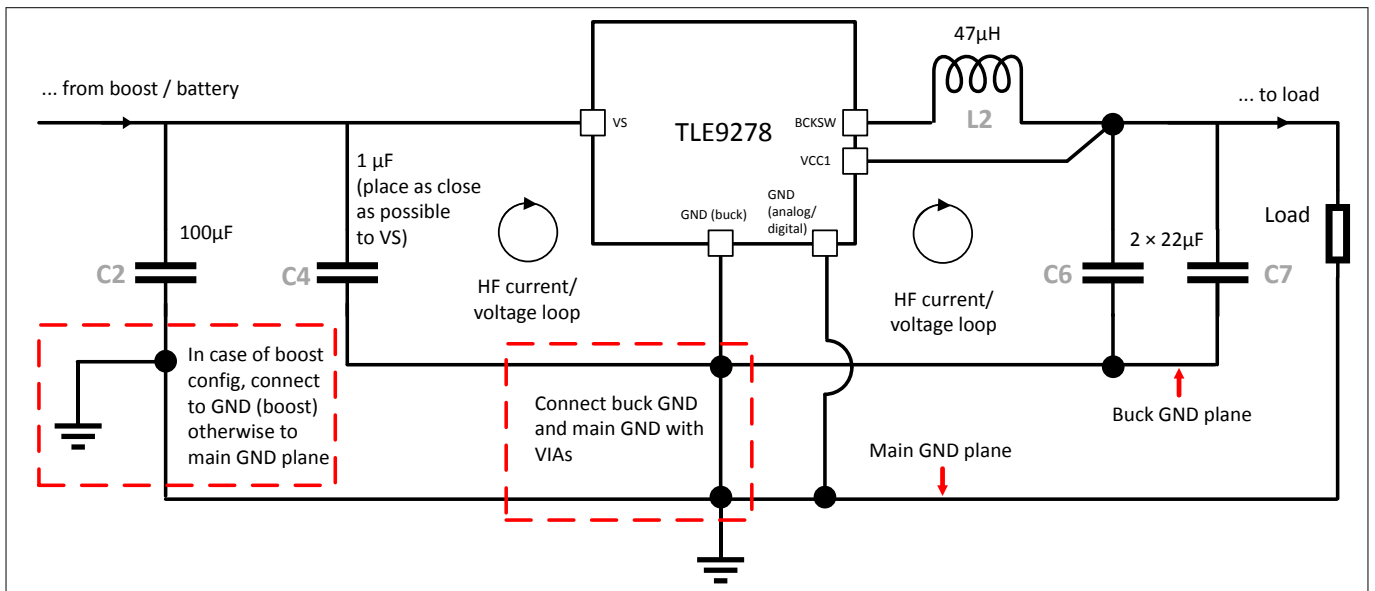 47µH
... from boost / battery
... to load
VS
TLE9278
BCKSW
L2
VCC1
1 µF
(place as close
as possible
to VS)
GND
(analog/
digital)
GND (buck)
Load
100µF
2 × 22µF
C2
C4
C6
C7
HF current/
voltage loop
HF current/
voltage loop
In case of boost
config, connect
to GND (boost)
otherwise to
main GND plane
Connect buck GND
and main GND with
VIAs
Buck GND plane
Main GND plane